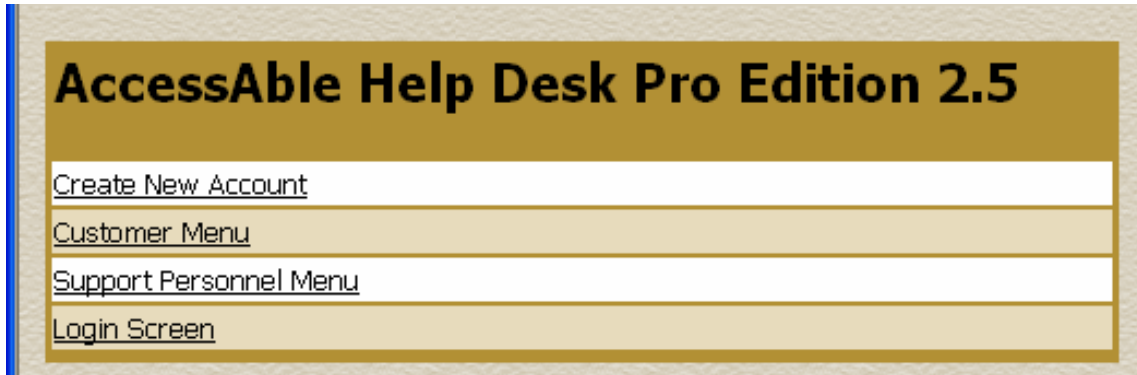 AccessAble Help Desk Pro Edition 2.5
Create New Account
Customer Menu
Support Personnel Menu
Login Screen